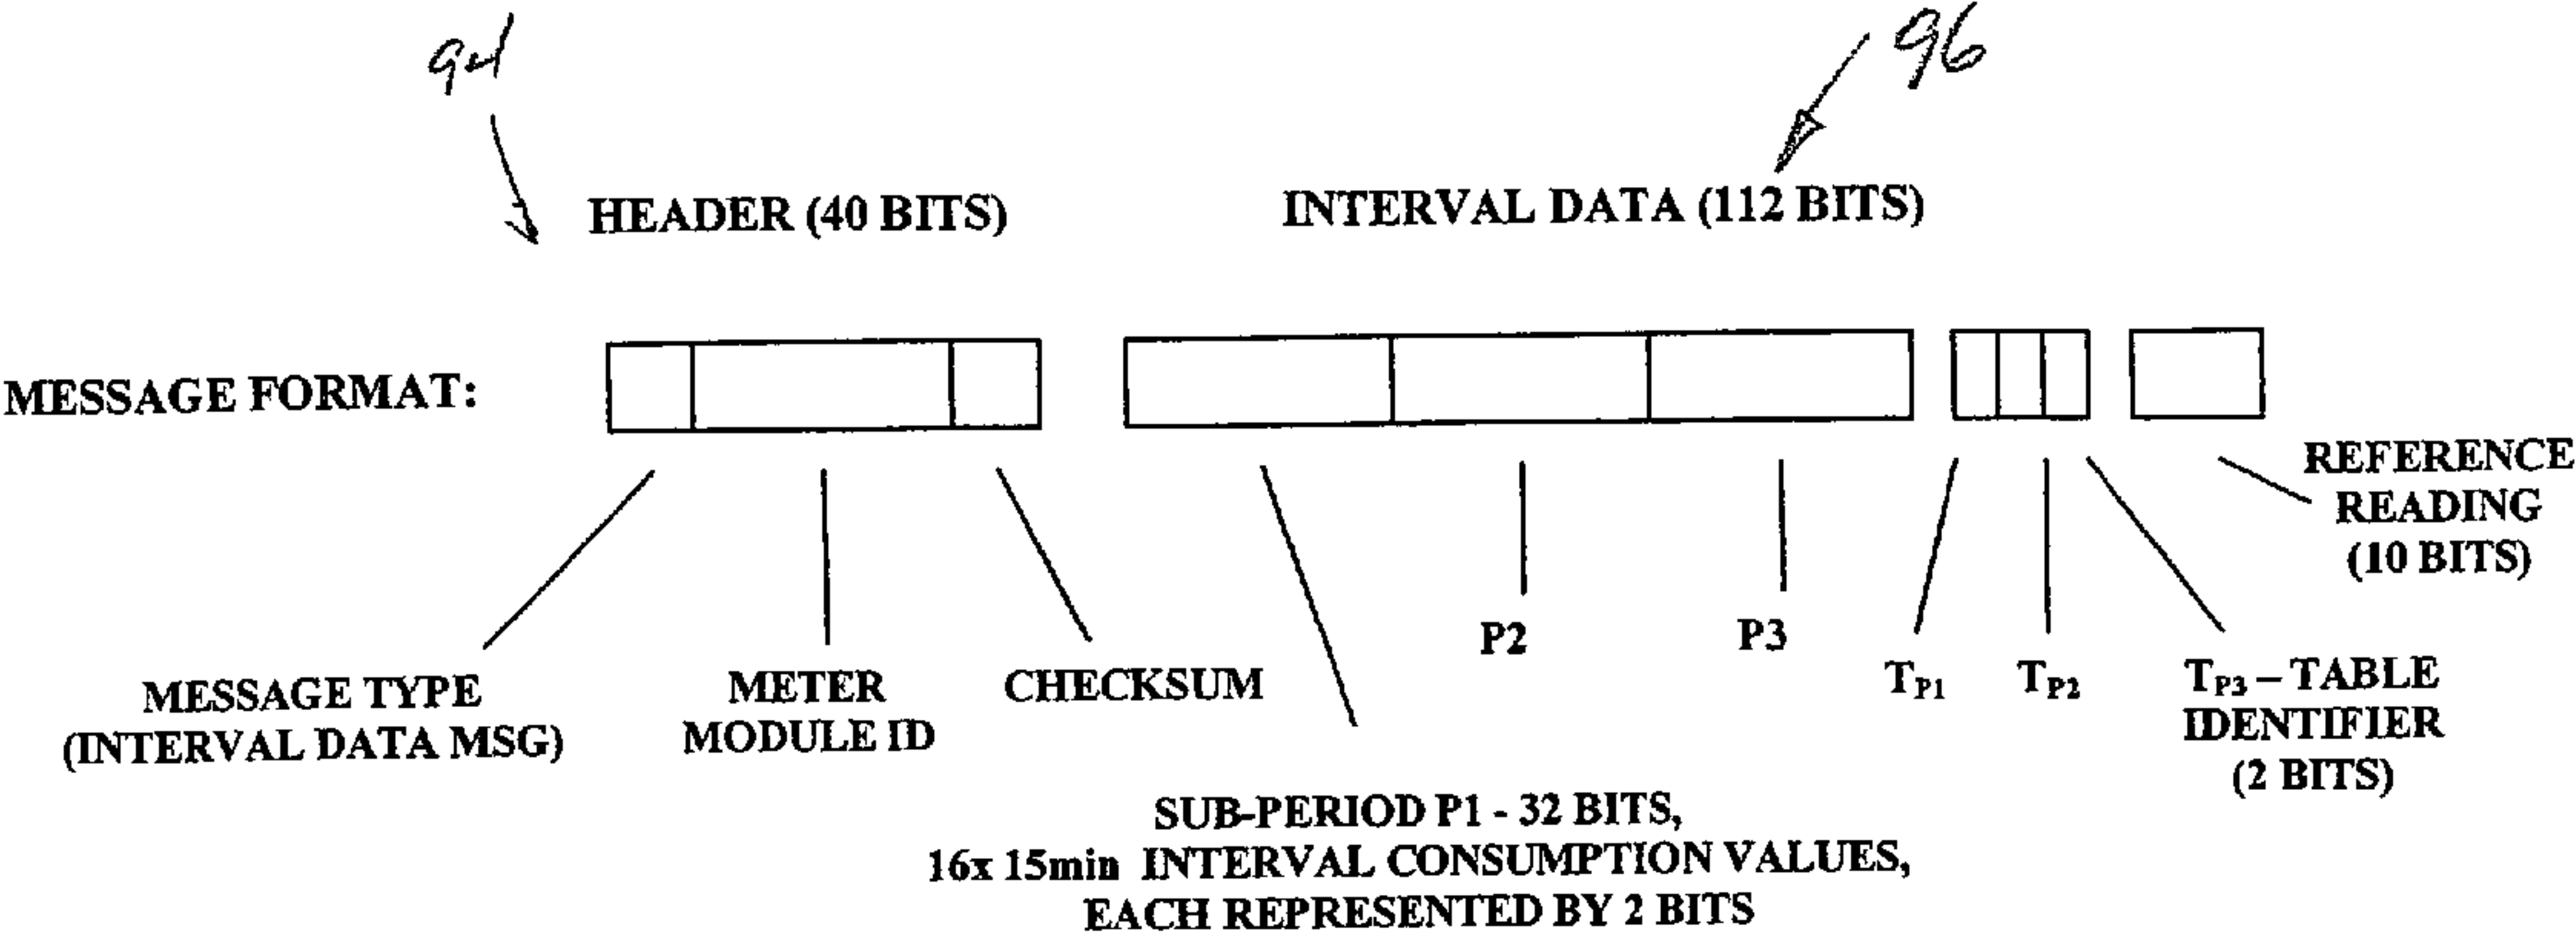 94
96
HEADER (40 BITS)
INTERVAL DATA (112 BITS)
MESSAGE FORMAT:
REFERENCE
READING
(10 BITS)
MESSAGE TYPE
(INTERVAL DATA MSG)
METER
MODULE ID
CHECKSUM
P2
P3
TP1
TP2
TP3 – TABLE
IDENTIFIER
(2 BITS)
SUB-PERIOD P1 - 32 BITS,
16x 15min INTERVAL CONSUMPTION VALUES,
EACH REPRESENTED BY 2 BITS